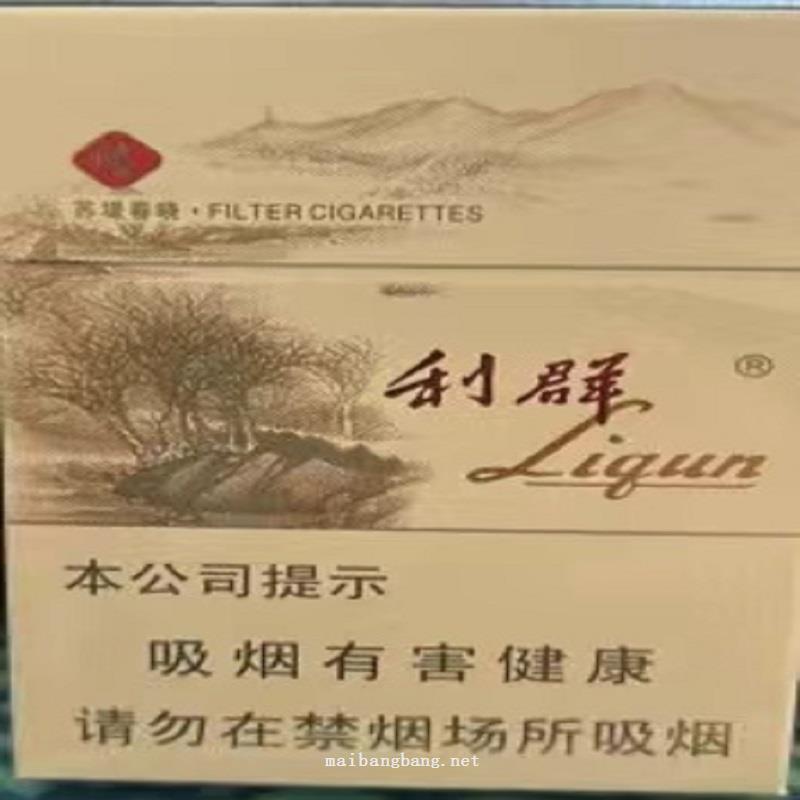 苏堤春晓·FILTER CIGARETTES
利群
®
Liqun
本公司提示
吸烟有害健康
请勿在禁烟场所吸烟
maibangbang.net